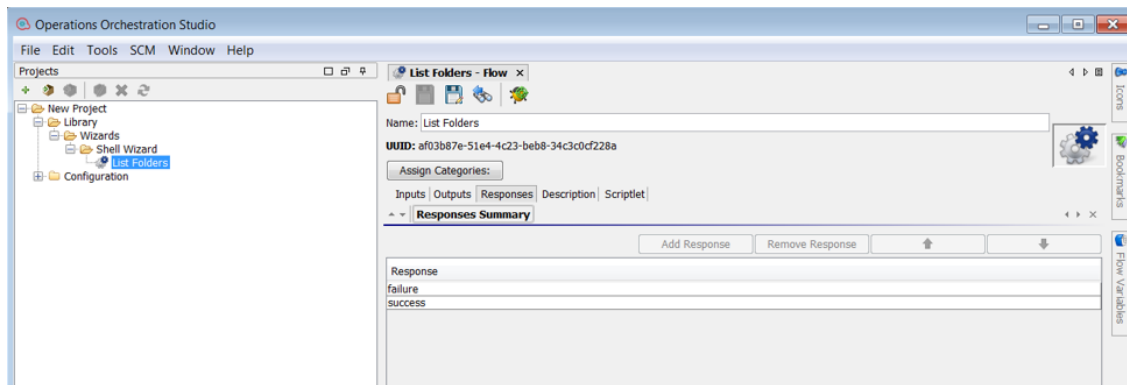 Operations Orchestration Studio
File Edit Tools SCM Window Help
Projects
New Project
Library
Wizards
Shell Wizard
List Folders
Configuration
List Folders - Flow
Name: List Folders
UUID: af03b87e-51e4-4c23-beb8-34c3c0cf228a
Assign Categories:
Inputs Outputs Responses Description Scriptlet
Responses Summary
Add Response Remove Response
Response
failure
success
Icons
Bookmarks
Flow Variables